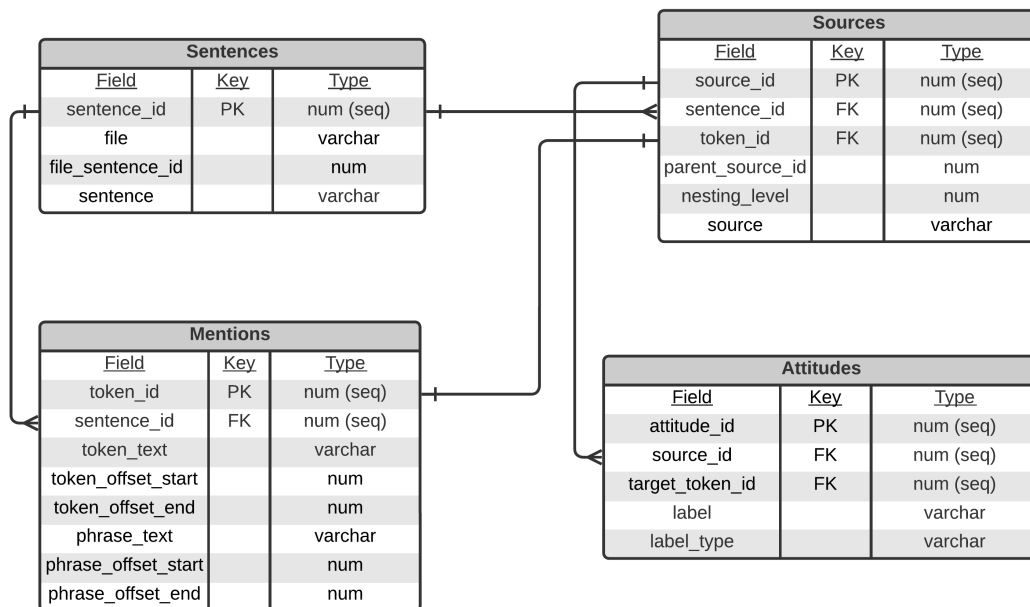 Sentences
Field Key Type
sentence_id PK num (seq)
file varchar
file_sentence_id num
sentence varchar
Sources
Field Key Type
source_id PK num (seq)
sentence_id FK num (seq)
token_id FK num (seq)
parent_source_id num
nesting_level num
source varchar
Mentions
Field Key Type
token_id PK num (seq)
sentence_id FK num (seq)
token_text varchar
token_offset_start num
token_offset_end num
phrase_text varchar
phrase_offset_start num
phrase_offset_end num
Attitudes
Field Key Type
attitude_id PK num (seq)
source_id FK num (seq)
target_token_id FK num (seq)
label varchar
label_type varchar